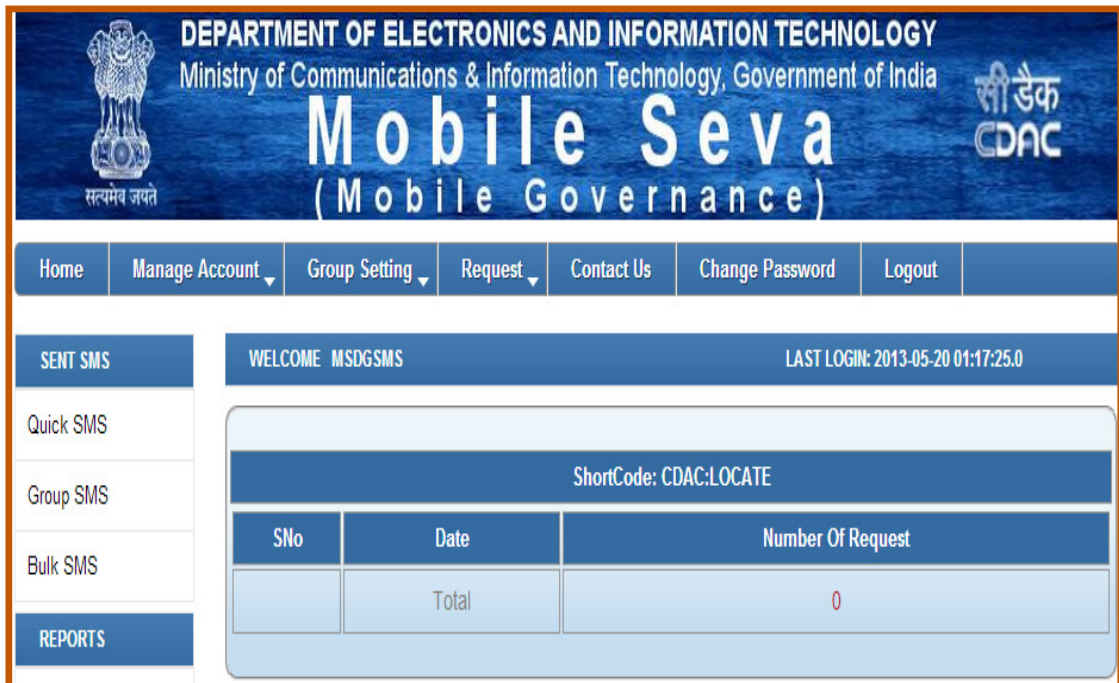 DEPARTMENT OF ELECTRONICS AND INFORMATION TECHNOLOGY
Ministry of Communications & Information Technology, Government of India
Mobile Seva
(Mobile Governance)
सत्यमेव जयते
सी डैक
CDAC
Home Manage Account Group Setting Request Contact Us Change Password Logout
SENT SMS
Quick SMS
Group SMS
Bulk SMS
REPORTS
WELCOME MSDGSMS LAST LOGIN: 2013-05-20 01:17:25.0
ShortCode: CDAC:LOCATE
SNo Date Number Of Request
Total 0